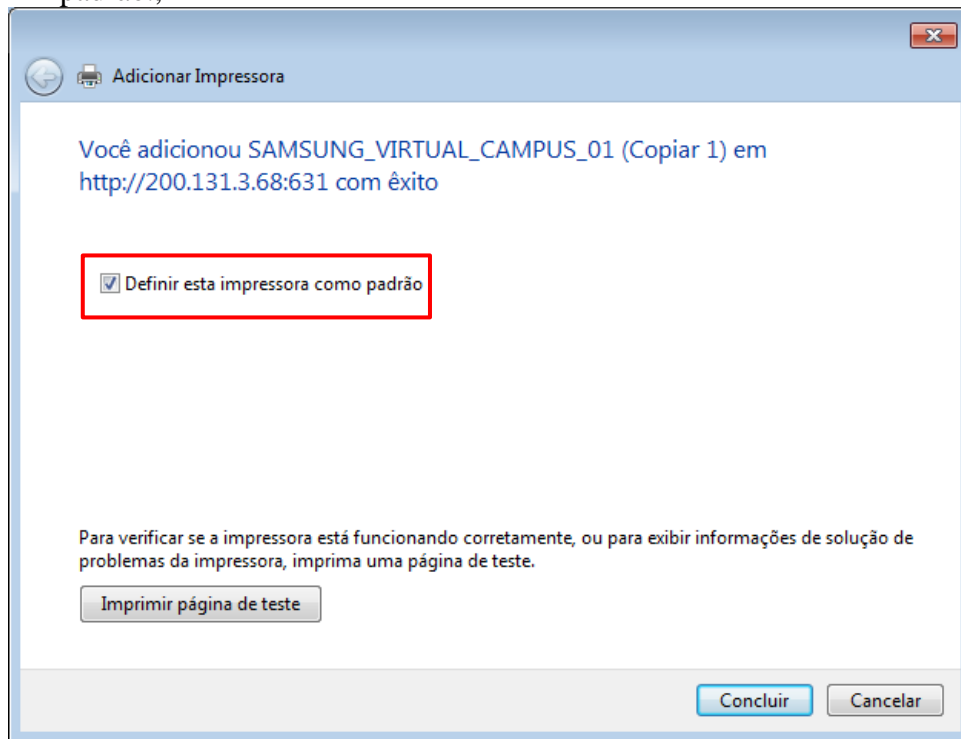 Adicionar Impressora
Você adicionou SAMSUNG_VIRTUAL_CAMPUS_01 (Copiar 1) em
http://200.131.3.68:631 com êxito
Definir esta impressora como padrão
Para verificar se a impressora está funcionando corretamente, ou para exibir informações de solução de
problemas da impressora, imprima uma página de teste.
Imprimir página de teste
Concluir Cancelar